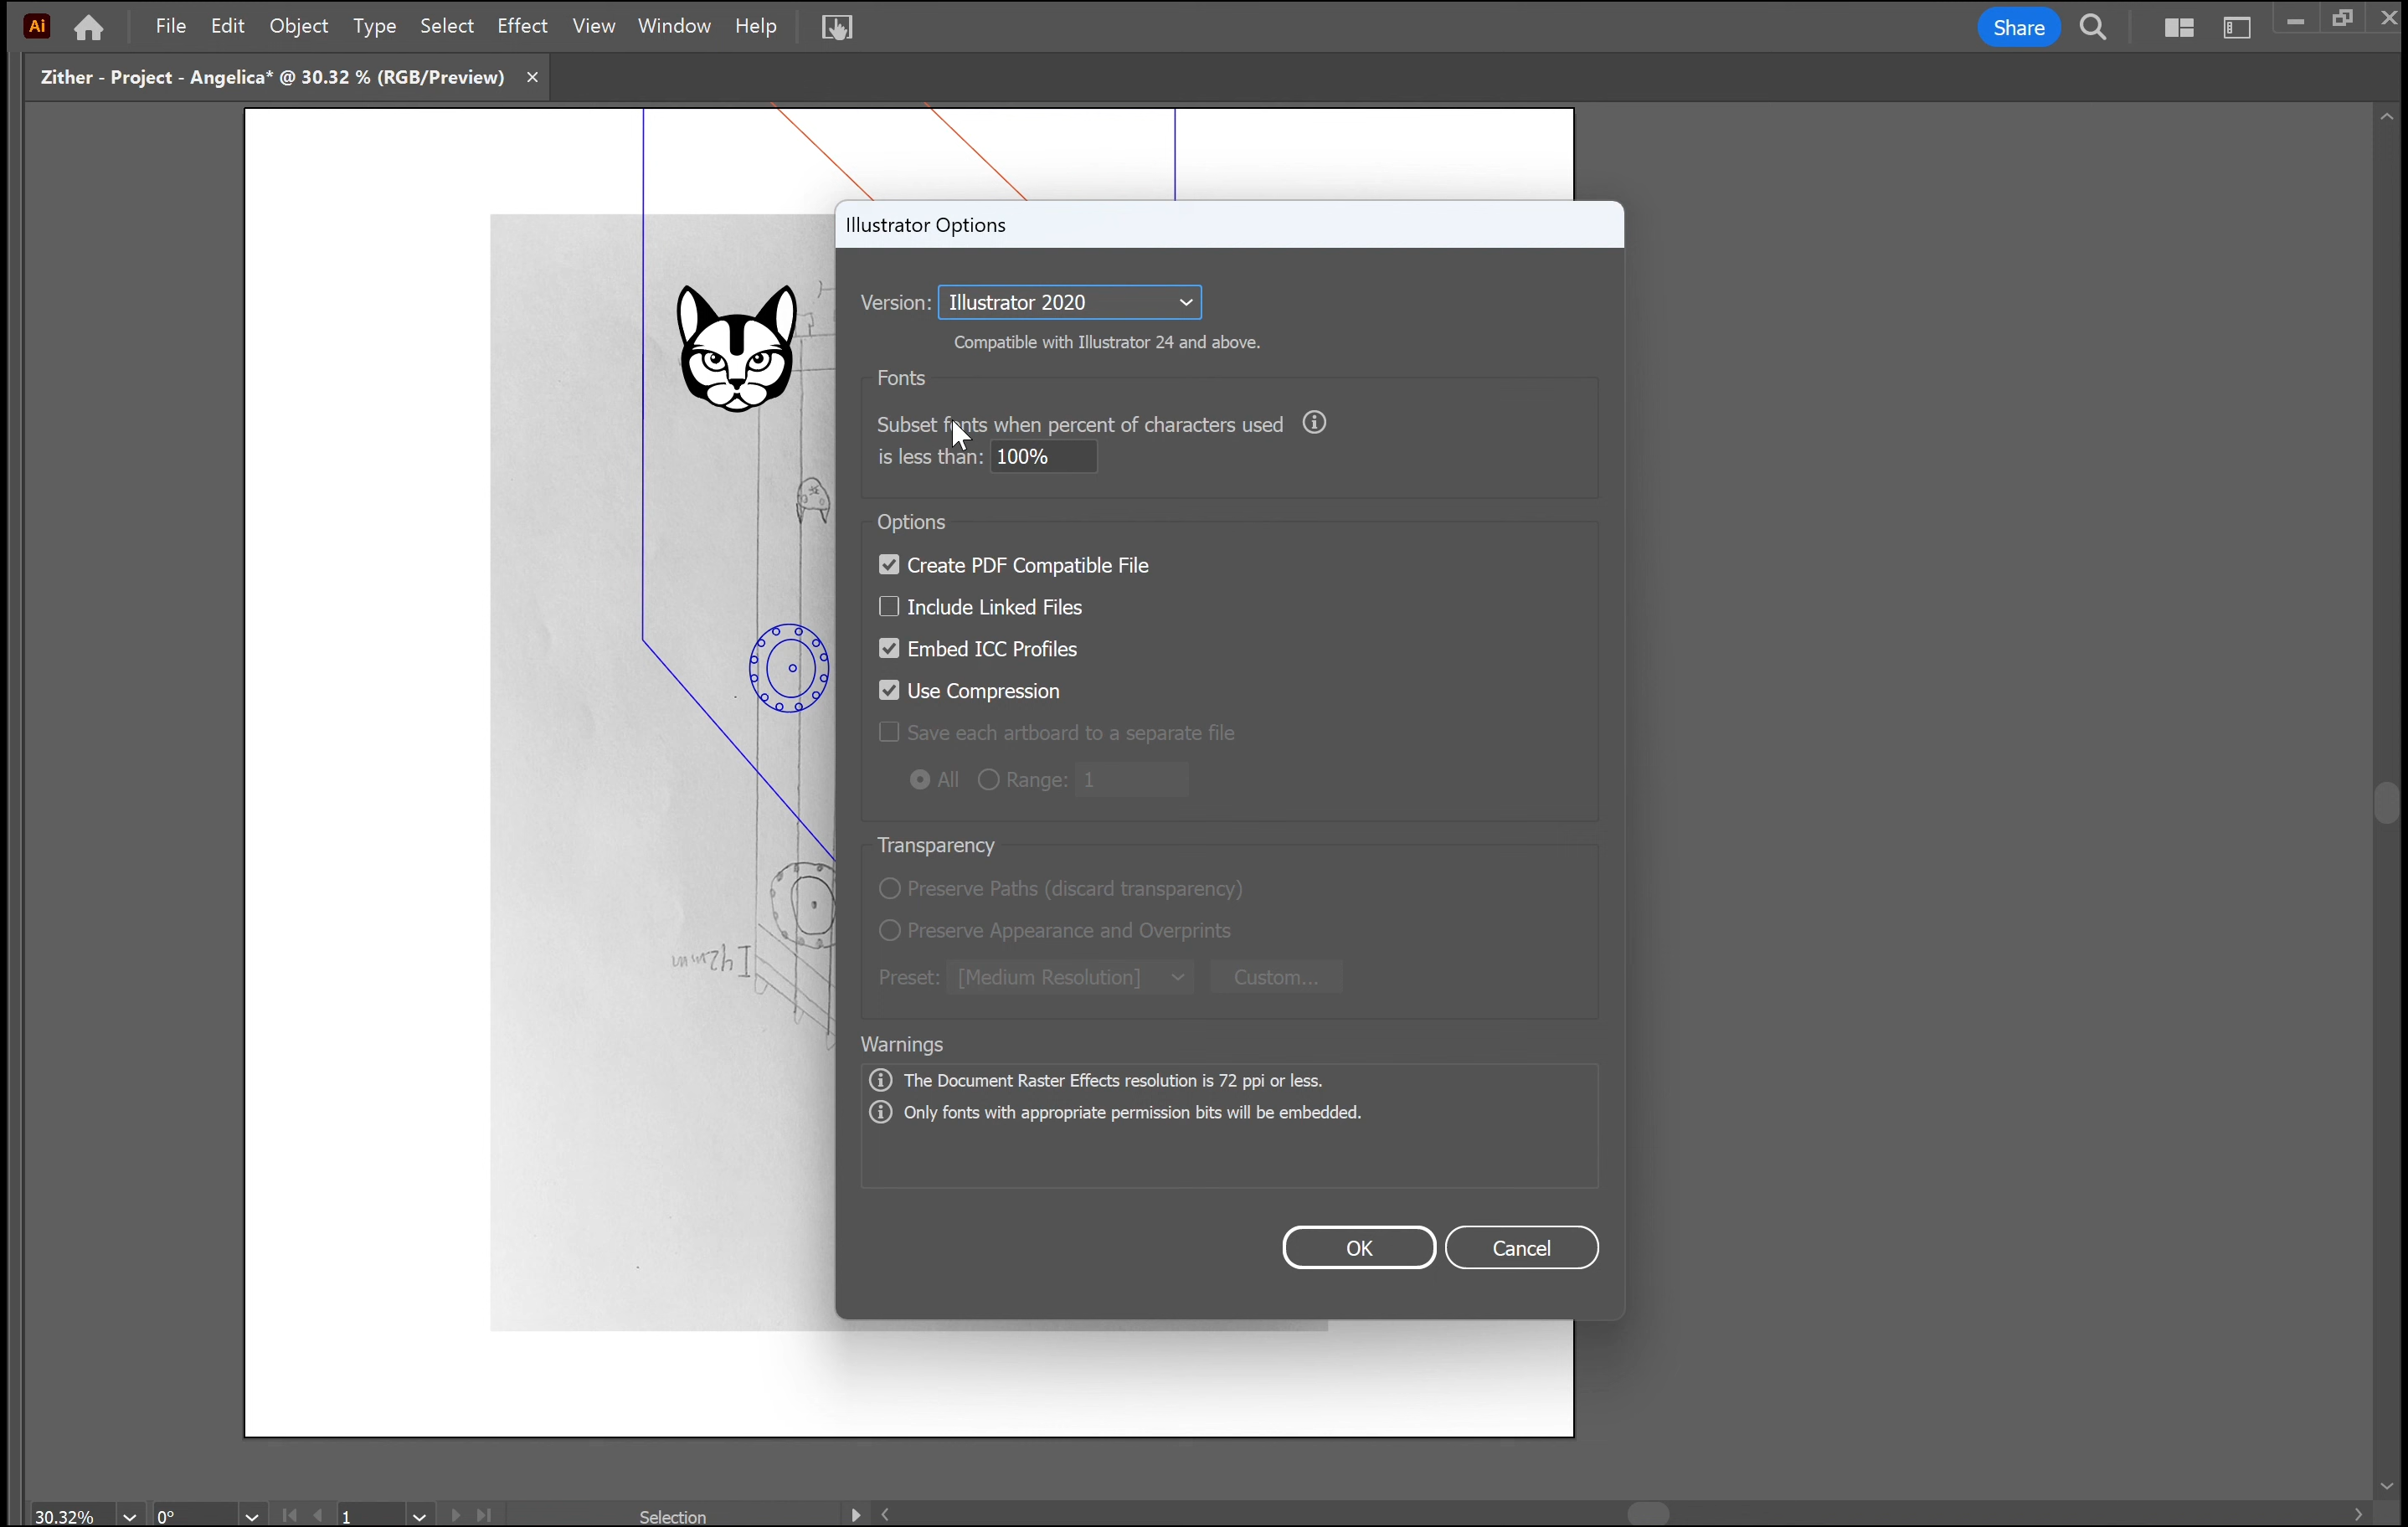 Ai File Edit Object Type Select Effect View Window Help Share
Zither - Project - Angelica* @ 30.32 % (RGB/Preview) ×
Illustrator Options
Version: Illustrator 2020
Compatible with Illustrator 24 and above.
Fonts
Subset fonts when percent of characters used
is less than: 100%
Options
Create PDF Compatible File
Include Linked Files
Embed ICC Profiles
Use Compression
Save each artboard to a separate file
All Range: 1
Transparency
Preserve Paths (discard transparency)
Preserve Appearance and Overprints
Preset: [Medium Resolution] Custom...
Warnings
The Document Raster Effects resolution is 72 ppi or less.
Only fonts with appropriate permission bits will be embedded.
OK Cancel
42mm
30.32% 0° 1 Selection